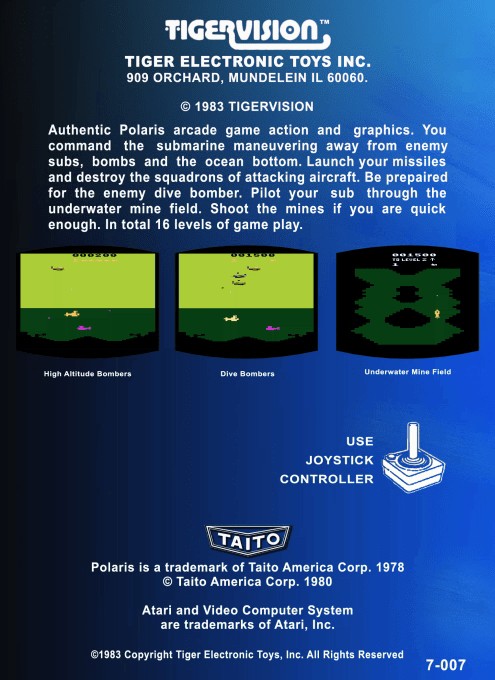 TIGERVISION™
TIGER ELECTRONIC TOYS INC.
909 ORCHARD, MUNDELEIN IL 60060.
© 1983 TIGERVISION
Authentic Polaris arcade game action and graphics. You
command the submarine maneuvering away from enemy
subs, bombs and the ocean bottom. Launch your missiles
and destroy the squadrons of attacking aircraft. Be prepaired
for the enemy dive bomber. Pilot your sub through the
underwater mine field. Shoot the mines if you are quick
enough. In total 16 levels of game play.
000200
001500
001500
TO LEVEL 2
High Altitude Bombers
Dive Bombers
Underwater Mine Field
USE
JOYSTICK
CONTROLLER
TAITO
Polaris is a trademark of Taito America Corp. 1978
© Taito America Corp. 1980
Atari and Video Computer System
are trademarks of Atari, Inc.
©1983 Copyright Tiger Electronic Toys, Inc. All Rights Reserved
7-007